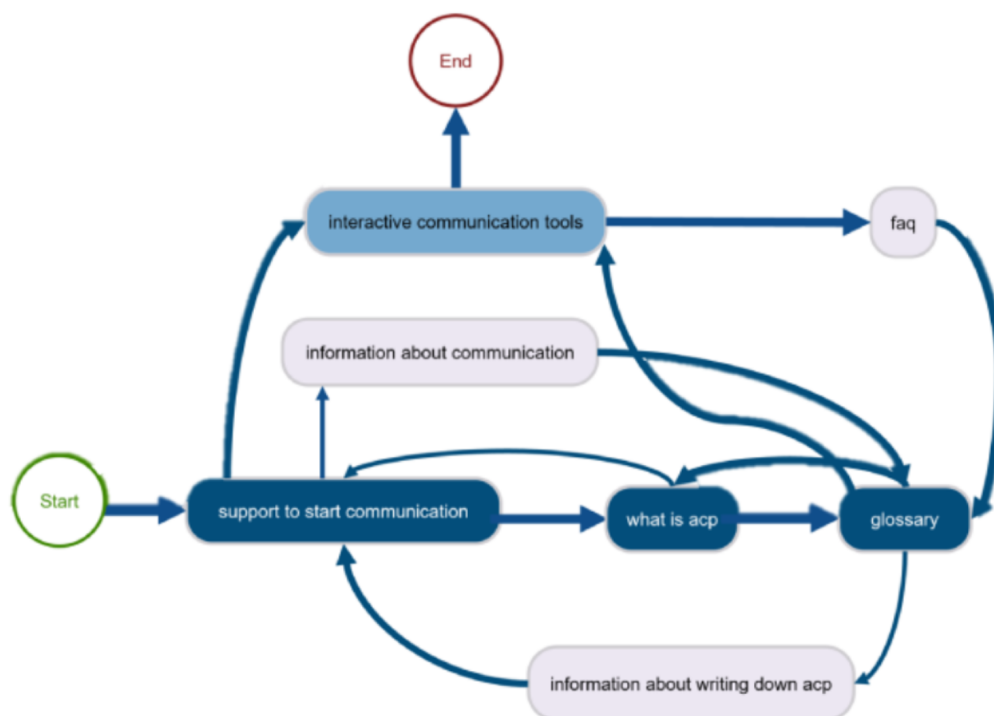 End
interactive communication tools
faq
information about communication
Start
support to start communication
what is acp
glossary
information about writing down acp